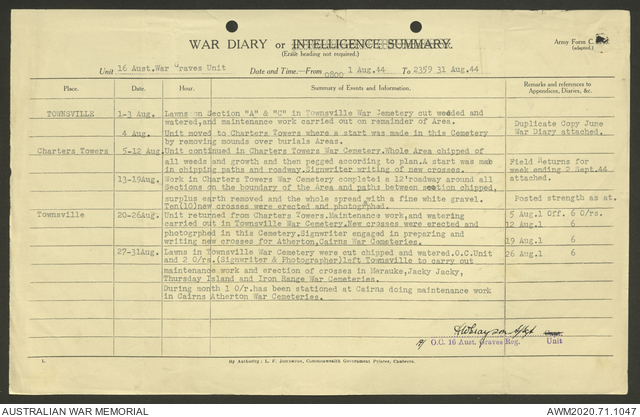 WAR DIARY or INTELLIGENCE SUMMARY.
(Erase heading not required.)
Army Form C.
(adapted.)
Unit 16 Aust.War Graves Unit Date and Time—From 0800 1 Aug.44 To 2359 31 Aug.44
Place. Date. Hour. Summary of Events and Information. Remarks and references to Appendices, Diaries, &c.
TOWNSVILLE 1-3 Aug. Lawns on Section "A" & "C" in Townsville War Cemetery cut weeded and
watered,and maintenance work carried out on remainder of Area.
4 Aug. Unit moved to Charters Towers where a start was made in this Cemetery
by removing mounds over burials Areas.
Duplicate Copy June
War Diary attached.
Charters Towers 5-12 Aug. Unit continued in Charters Towers War Cemetery.Whole Area chipped of
all weeds and growth and then pegged according to plan.A start was made
in chipping paths and roadway.Signwriter writing of new crosses.
Field Returns for
week ending 2 Sept.44
attached.
13-19Aug. Work in Charters Towers War Cemetery completed a 12'roadway around all
Sections on the boundary of the Area and paths between section chipped,
surplus earth removed and the whole spread with a fine white gravel.
Ten(10)new crosses were erected and photographed.
Posted strength as at.
Townsville 20-26Aug. Unit returned from Charters Towers.Maintenance work,and watering
carried out in Townsville War Cemetery.New crosses were erected and
photogrphed in this Cemetery.Signwriter engaged in preparing and
writing new crosses for Atherton,Cairns War Cemeteries.
5 Aug.1 Off. 6 O/rs.
12 Aug.1 6
19 Aug.1 6
26 Aug.1 6
27-31Aug. Lawns in Townsville War Cemetery were cut chipped and watered.O.C.Unit
and 2 O/rs.(Signwriter & Photographer)left Townsville to carry out
maintenance work and erection of crosses in Merauke,Jacky Jacky,
Thursday Island and Iron Range War Cemeteries.
During month 1 O/r.has been stationed at Cairns doing maintenance work
in Cairns Atherton War Cemeteries.
O.C. 16 Aust. Graves Reg. Unit
1.
By Authority: L. F. Johnston, Commonwealth Government Printer, Canberra.
AUSTRALIAN WAR MEMORIAL
AWM2020.71.1047